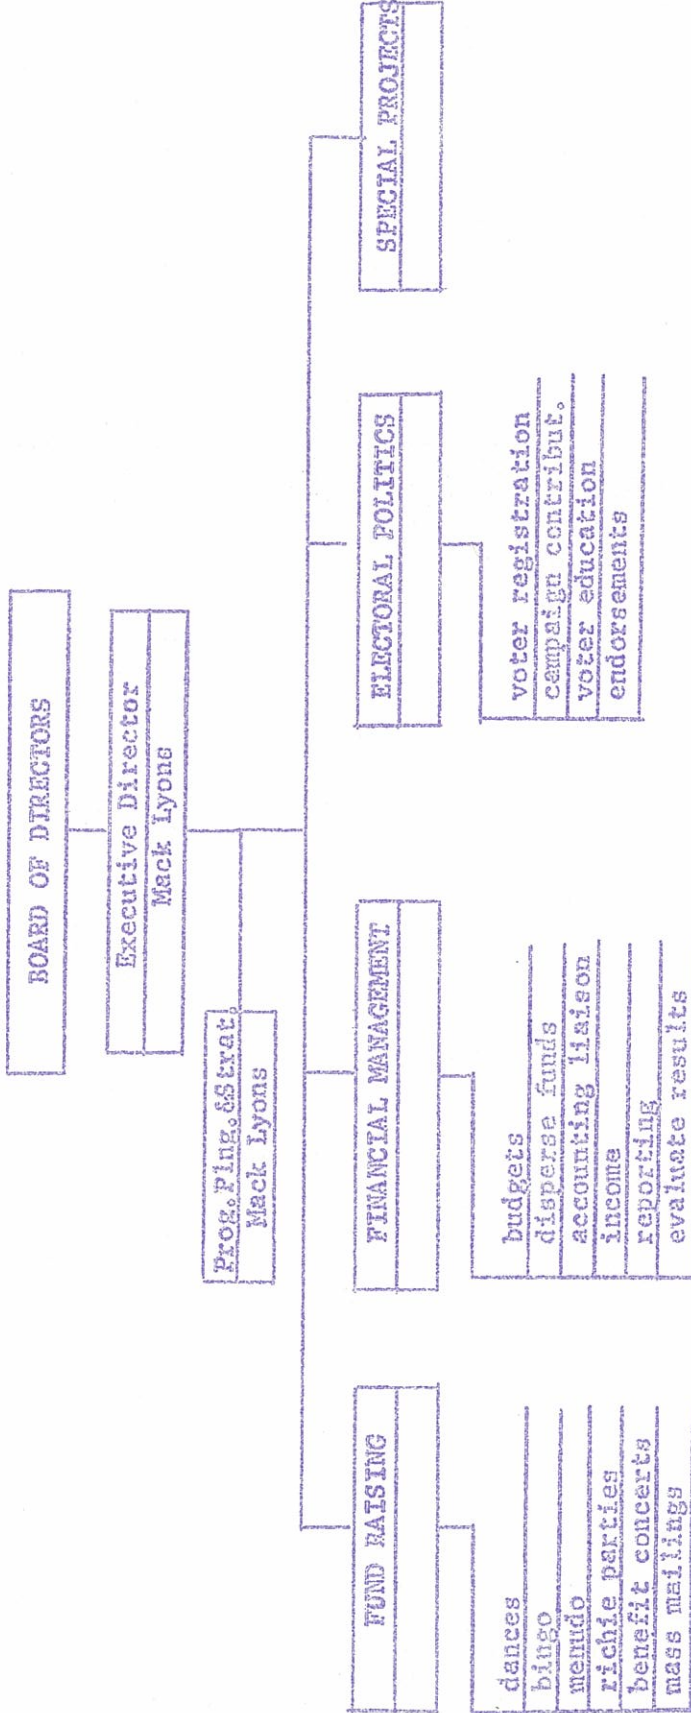 BOARD OF DIRECTORS
Executive Director
Mack Lyons
Prog.Plng.&Strat.
Mack Lyons
FUND RAISING
dances
bingo
menudo
richie parties
benefit concerts
mass mailings
FINANCIAL MANAGEMENT
budgets
disperse funds
accounting liaison
income
reporting
evaluate results
ELECTORAL POLITICS
voter registration
campaign contribut.
voter education
endorsements
SPECIAL PROJECTS